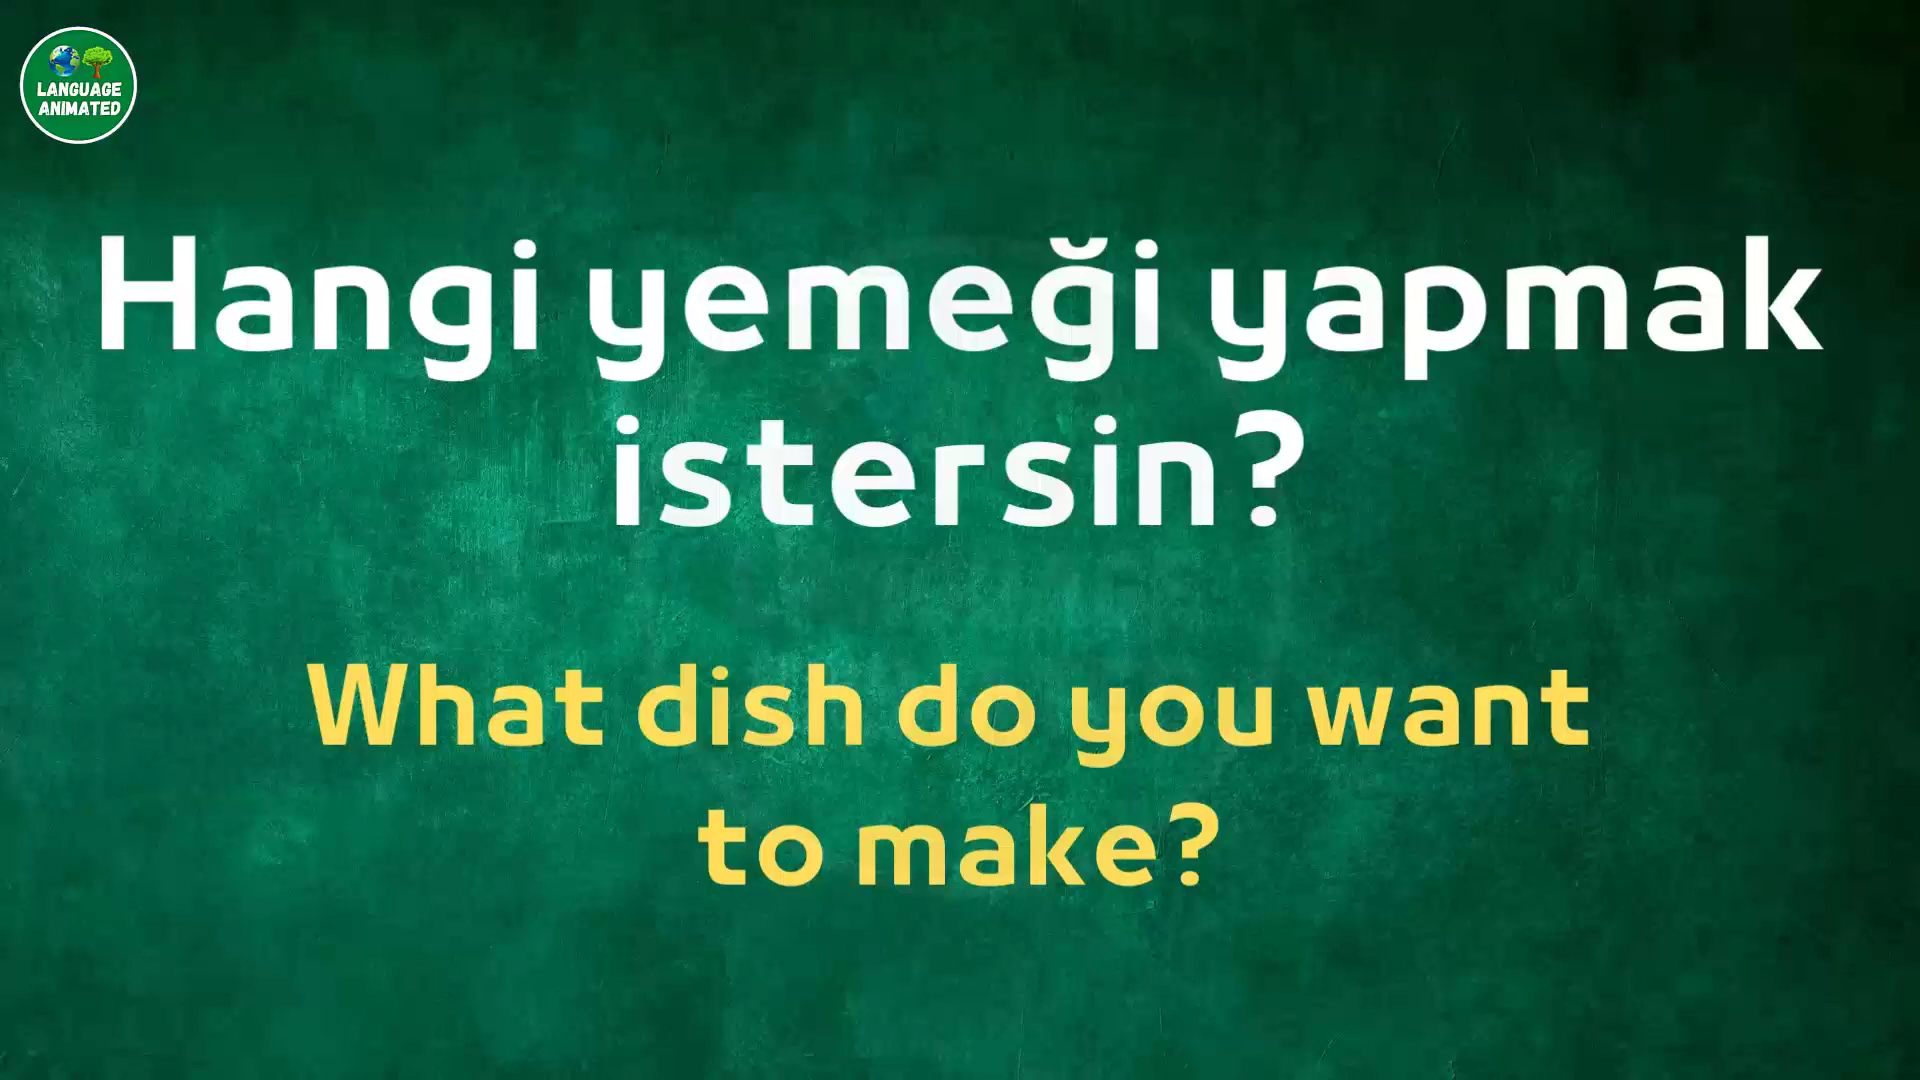 LANGUAGE
ANIMATED
Hangi yemeği yapmak
istersin?
What dish do you want
to make?